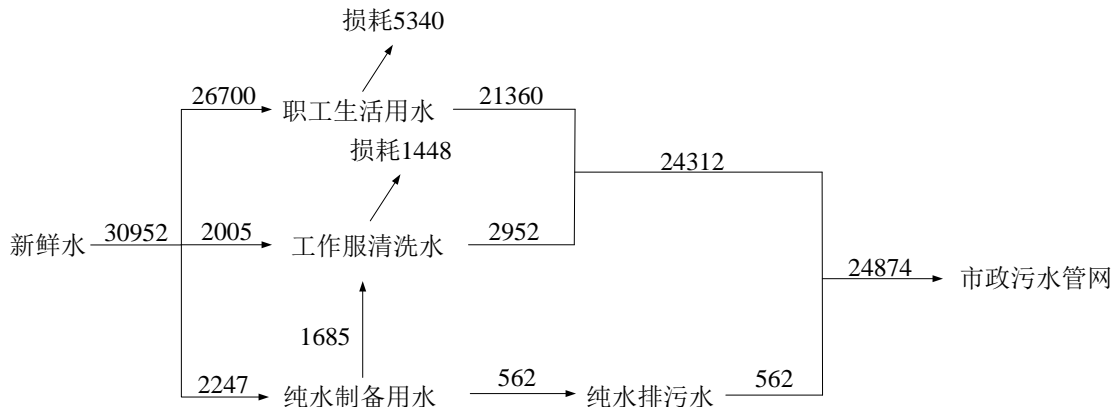 损耗5340
26700
职工生活用水
21360
损耗1448
24312
新鲜水
30952
2005
工作服清洗水
2952
24874
市政污水管网
1685
2247
纯水制备用水
562
纯水排污水
562